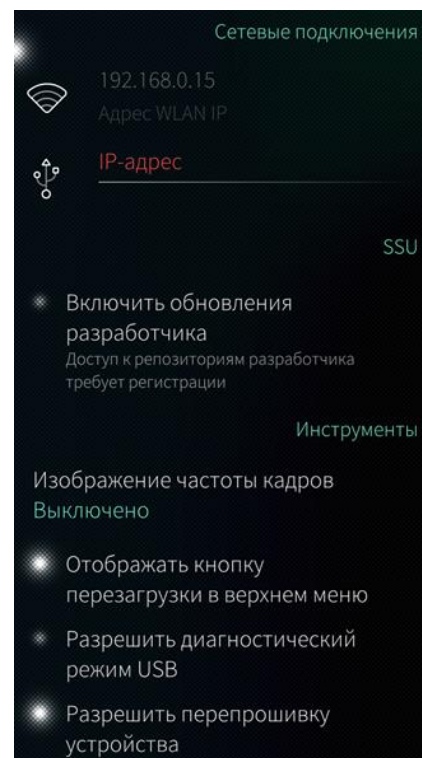 Сетевые подключения
192.168.0.15
Адрес WLAN IP
IP-адрес
SSU
Включить обновления
разработчика
Доступ к репозиториям разработчика
требует регистрации
Инструменты
Изображение частоты кадров
Выключено
Отображать кнопку
перезагрузки в верхнем меню
Разрешить диагностический
режим USB
Разрешить перепрошивку
устройства